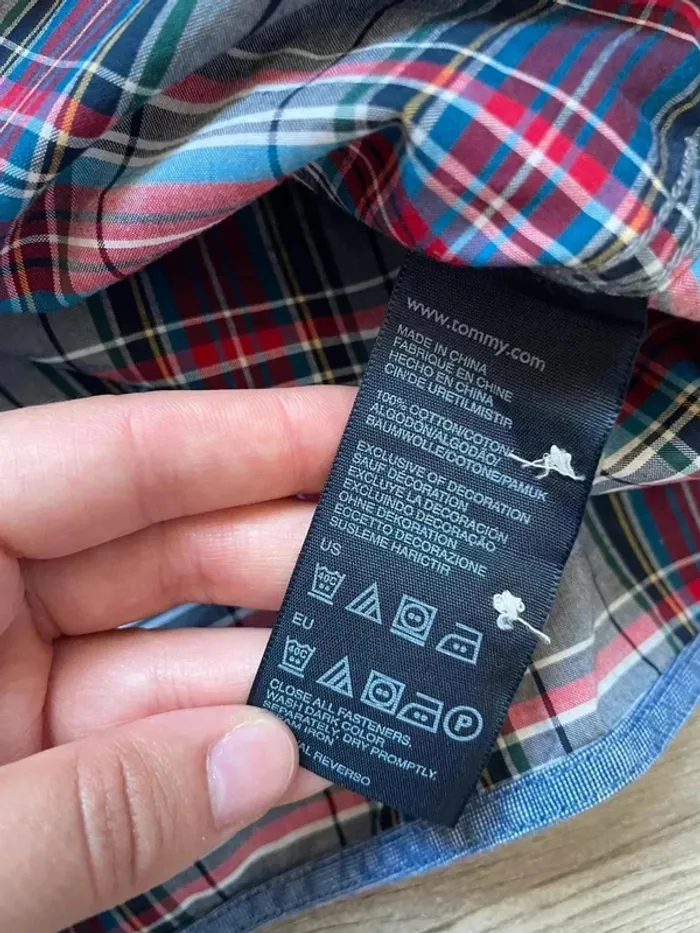 www.tommy.com
MADE IN CHINA
FABRIQUE EN CHINE
HECHO EN CHINA
CIN'DE URETILMISTIR
100% COTTON/COTON
ALGODÓN/ALGODÃO/
BAUMWOLLE/COTONE/PAMUK
EXCLUSIVE OF DECORATION
SAUF DECORATION
EXCLUYE LA DECORACIÓN
EXCLUINDO DECORAÇÃO
OHNE DEKORATION
ECCETTO DECORAZIONE
SUSLEME HARICTIR
US
40C
EU
40C
P
CLOSE ALL FASTENERS.
WASH DARK COLOR
SEPARATELY, DRY PROMPTLY.
REVERSO